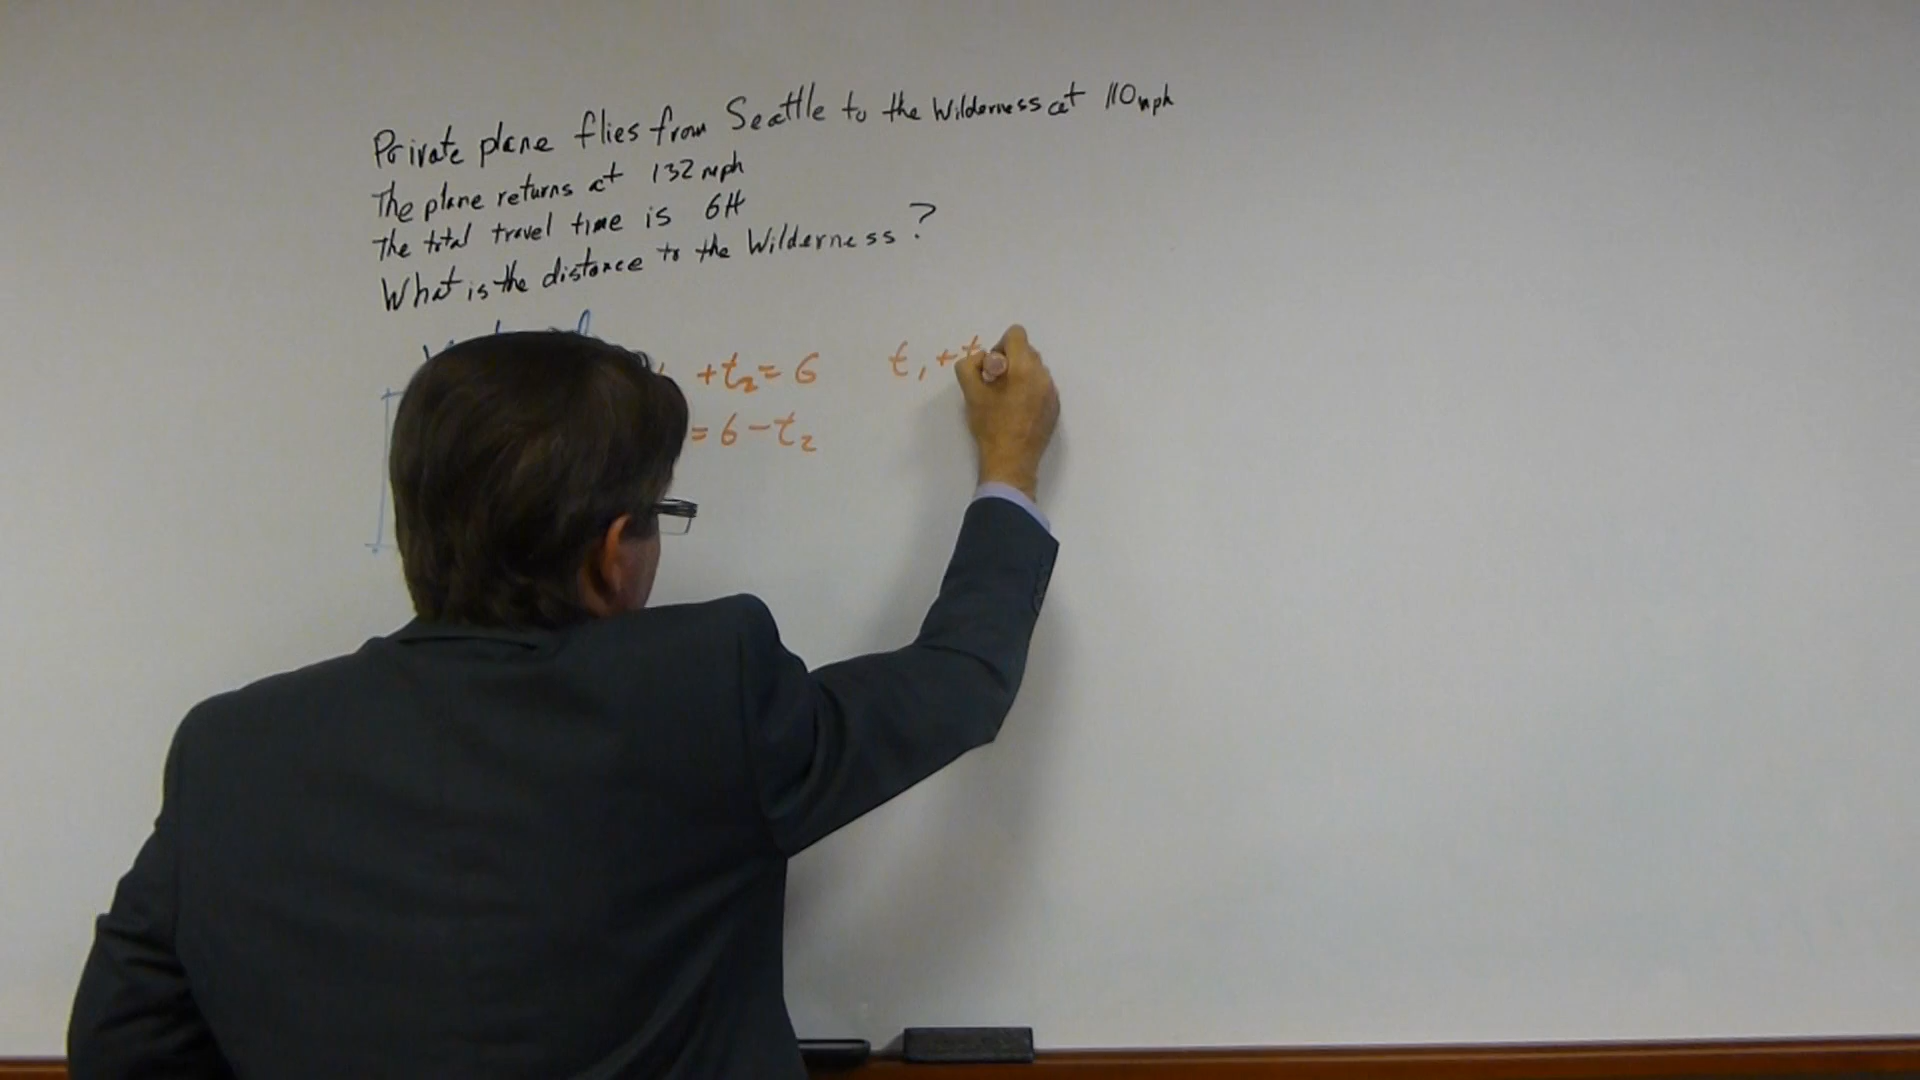 Private plane flies from Seattle to the Wilderness at 110mph
The plane returns at 132mph
The total travel time is 6H
What is the distance to the Wilderness?
+t₂=6 t₁+t
=6-t₂